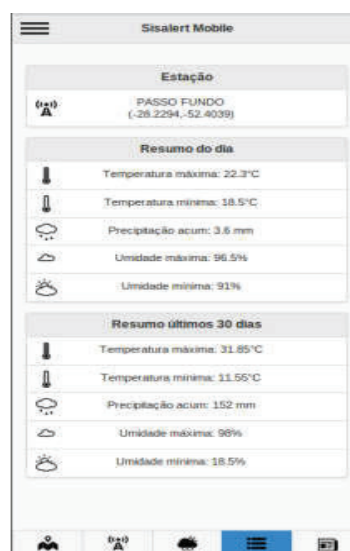 Sisalert Mobile
Estação
PASSO FUNDO
(-28.2294,-52.4039)
Resumo do dia
Temperatura máxima: 22.3°C
Temperatura mínima: 18.5°C
Precipitação acum: 3.6 mm
Umidade máxima: 96.5%
Umidade mínima: 91%
Resumo últimos 30 dias
Temperatura máxima: 31.85°C
Temperatura mínima: 11.55°C
Precipitação acum: 152 mm
Umidade máxima: 98%
Umidade mínima: 18.5%